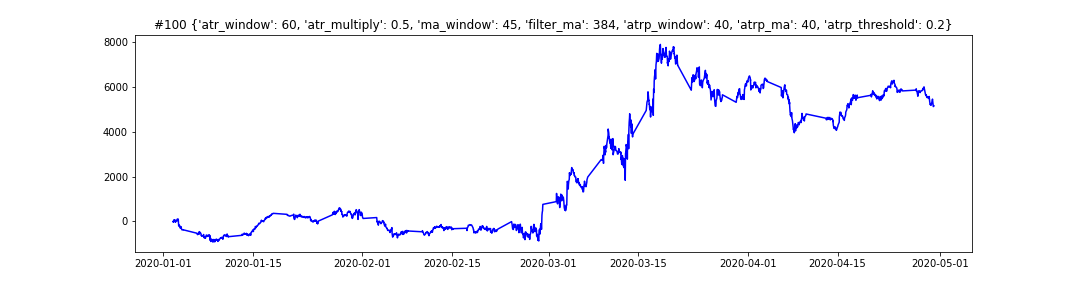 #100 {'atr_window': 60, 'atr_multiply': 0.5, 'ma_window': 45, 'filter_ma': 384, 'atrp_window': 40, 'atrp_ma': 40, 'atrp_threshold': 0.2}
8000
6000
4000
2000
0
2020-01-01 2020-01-15 2020-02-01 2020-02-15 2020-03-01 2020-03-15 2020-04-01 2020-04-15 2020-05-01